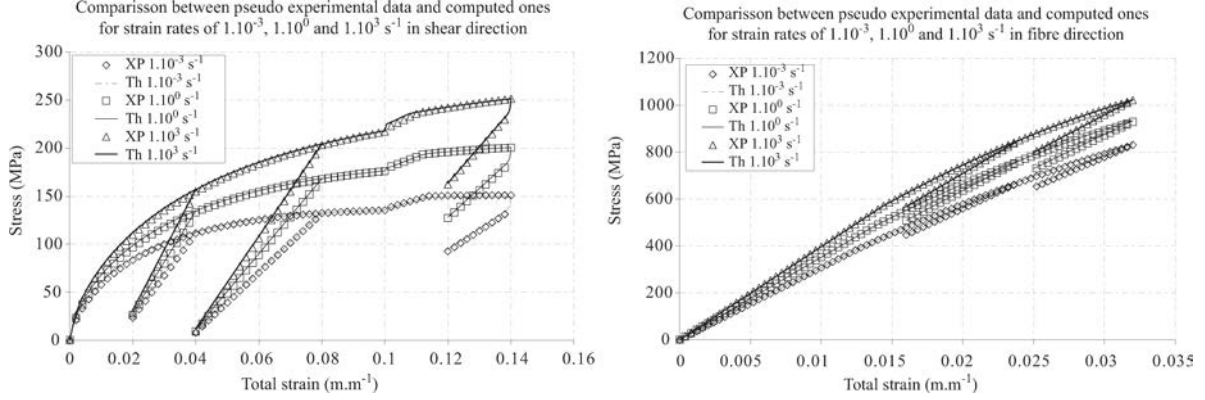 Comparisson between pseudo experimental data and computed ones
for strain rates of 1.10⁻³, 1.10⁰ and 1.10³ s⁻¹ in shear direction
300
250
200
150
100
50
0
Stress (MPa)
XP 1.10⁻³ s⁻¹
Th 1.10⁻³ s⁻¹
XP 1.10⁰ s⁻¹
Th 1.10⁰ s⁻¹
XP 1.10³ s⁻¹
Th 1.10³ s⁻¹
0 0.02 0.04 0.06 0.08 0.1 0.12 0.14 0.16
Total strain (m.m⁻¹)
Comparisson between pseudo experimental data and computed ones
for strain rates of 1.10⁻³, 1.10⁰ and 1.10³ s⁻¹ in fibre direction
1200
1000
800
600
400
200
0
Stress (MPa)
XP 1.10⁻³ s⁻¹
Th 1.10⁻³ s⁻¹
XP 1.10⁰ s⁻¹
Th 1.10⁰ s⁻¹
XP 1.10³ s⁻¹
Th 1.10³ s⁻¹
0 0.005 0.01 0.015 0.02 0.025 0.03 0.035
Total strain (m.m⁻¹)